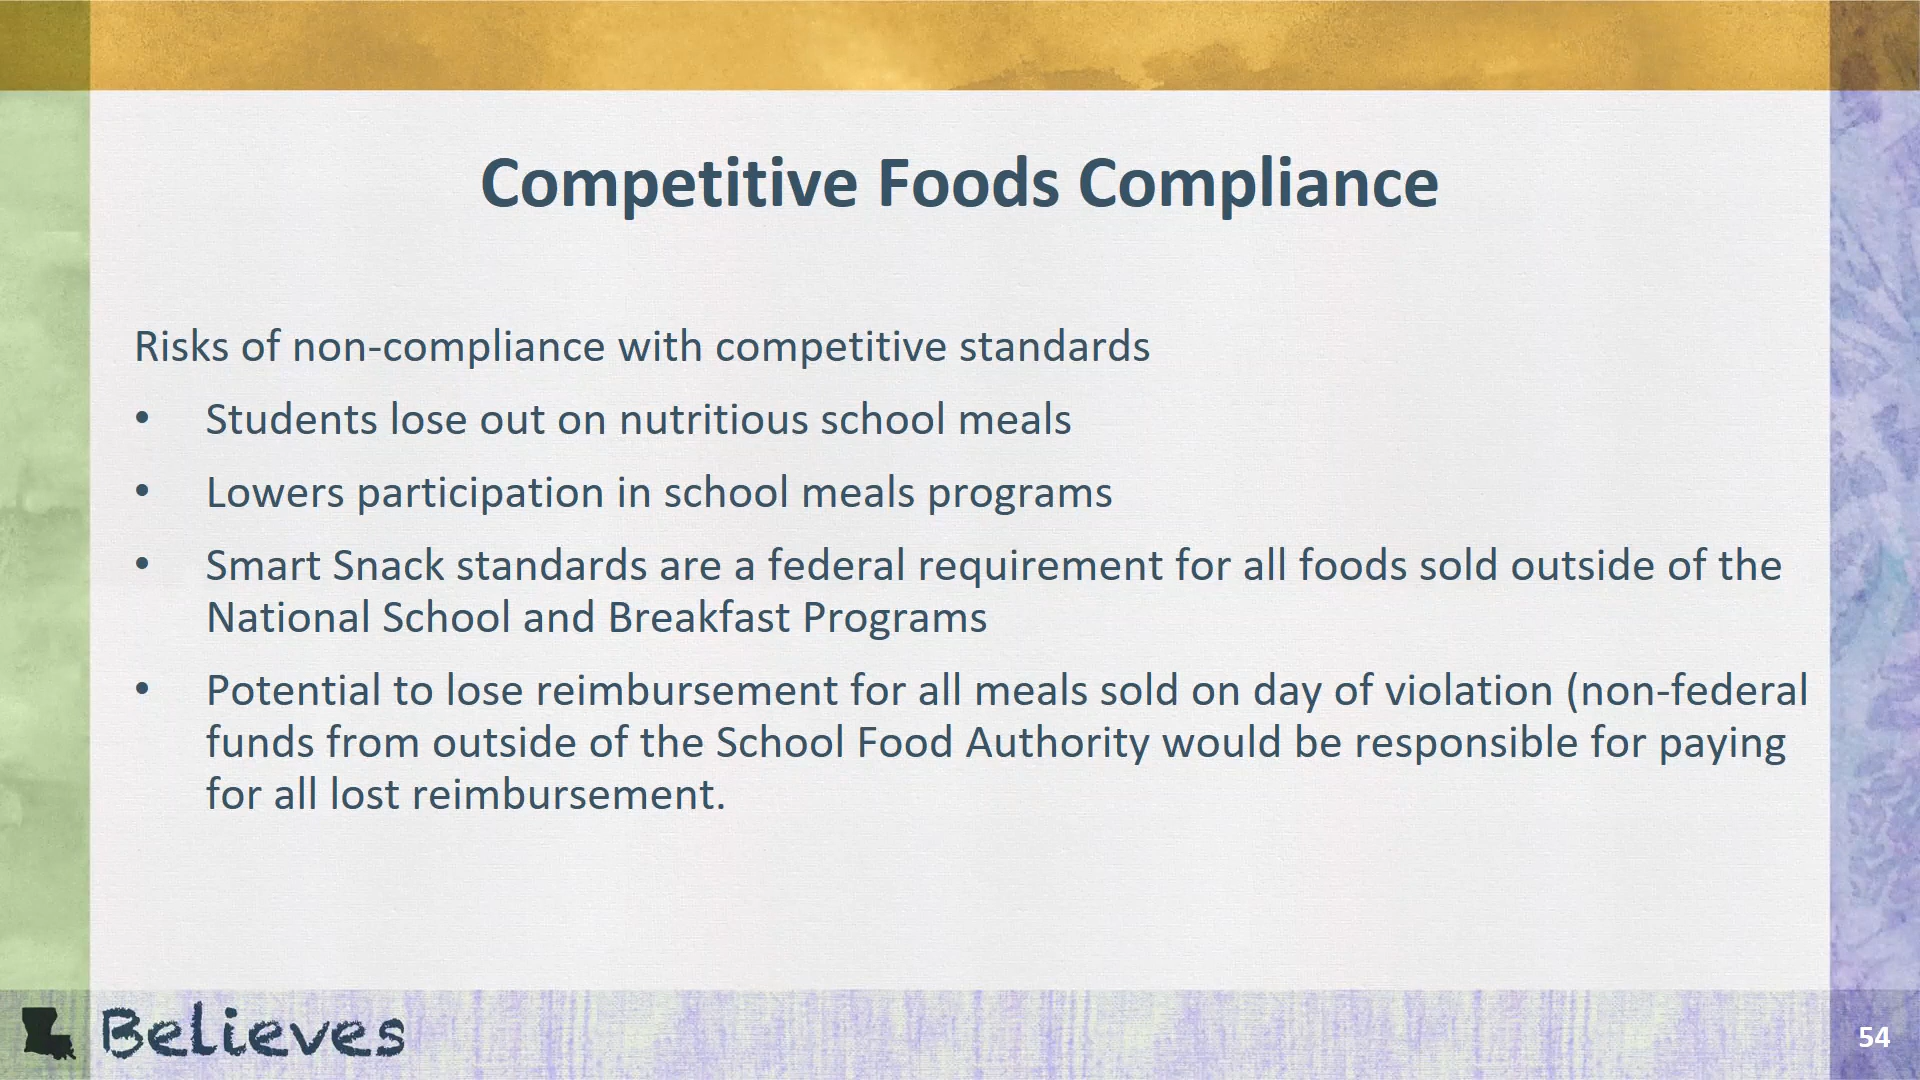 Competitive Foods Compliance
Risks of non-compliance with competitive standards
• Students lose out on nutritious school meals
• Lowers participation in school meals programs
• Smart Snack standards are a federal requirement for all foods sold outside of the
National School and Breakfast Programs
• Potential to lose reimbursement for all meals sold on day of violation (non-federal
funds from outside of the School Food Authority would be responsible for paying
for all lost reimbursement.
Believes
54